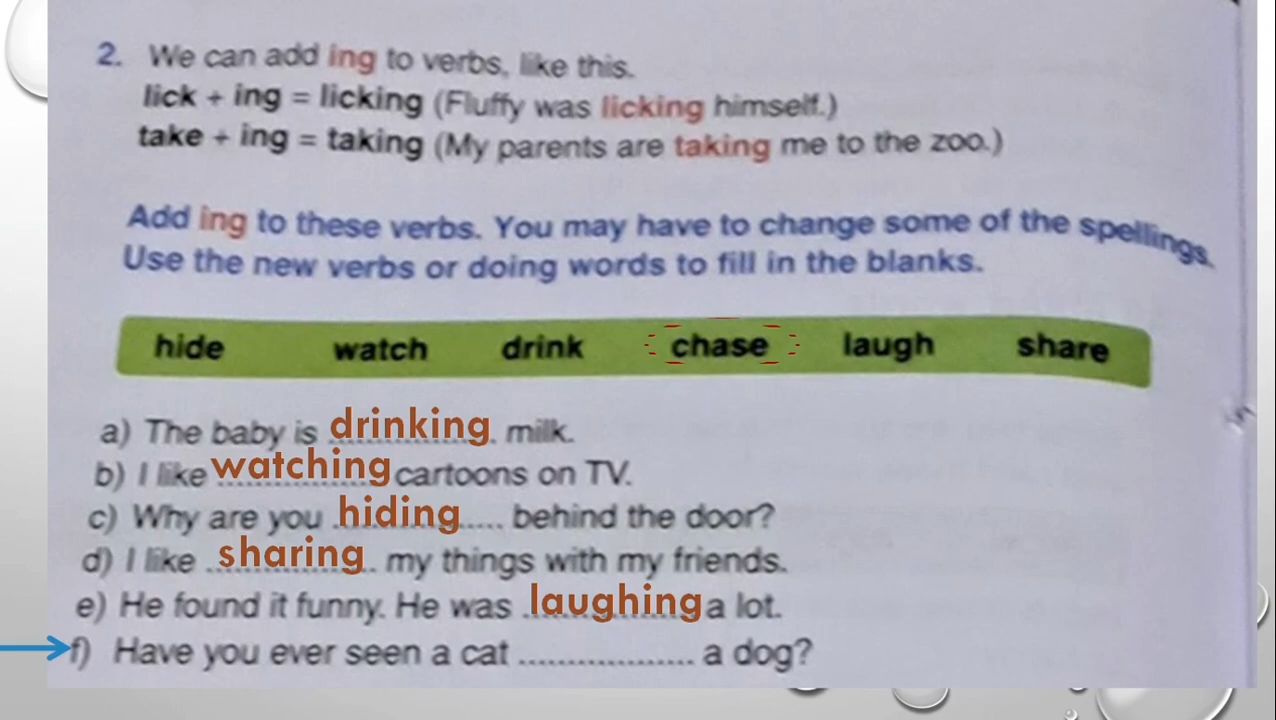 2. We can add ing to verbs, like this.
lick + ing = licking (Fluffy was licking himself.)
take + ing = taking (My parents are taking me to the zoo.)
Add ing to these verbs. You may have to change some of the spellings.
Use the new verbs or doing words to fill in the blanks.
hide watch drink chase laugh share
a) The baby is drinking milk.
b) I like watching cartoons on TV.
c) Why are you hiding behind the door?
d) I like sharing my things with my friends.
e) He found it funny. He was laughing a lot.
f) Have you ever seen a cat .................. a dog?